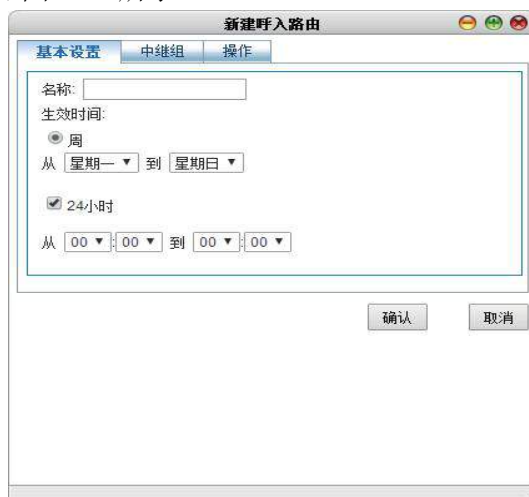 新建呼入路由
基本设置 中继组 操作
名称:
生效时间:
周
从 星期一 到 星期日
24小时
从 00 : 00 到 00 : 00
确认 取消